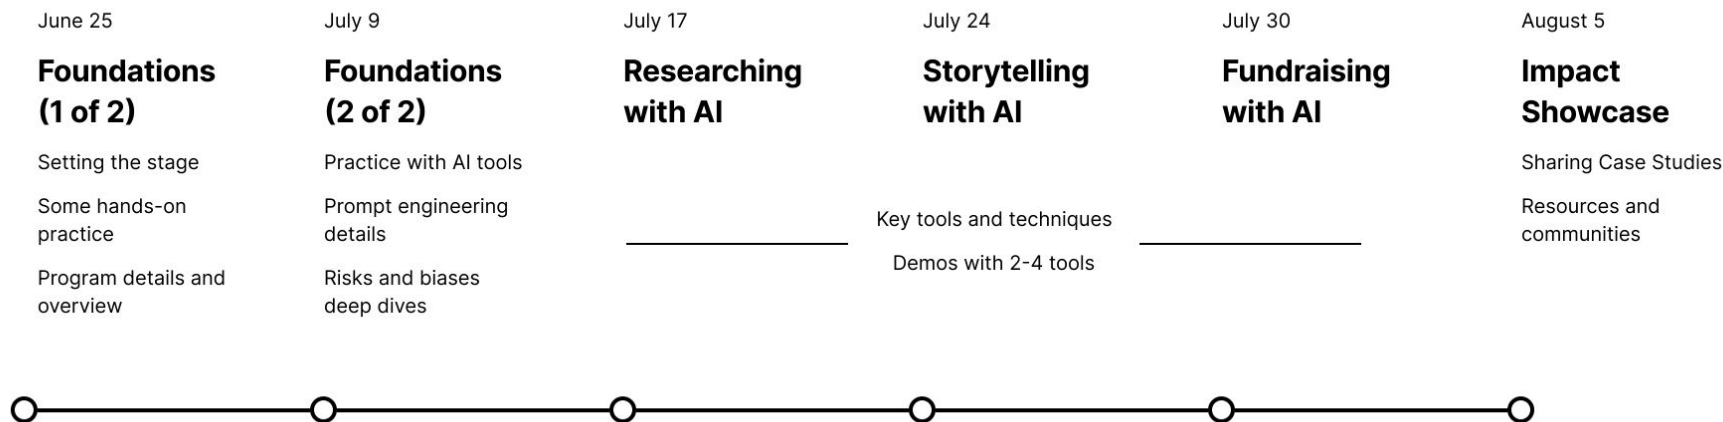 June 25
Foundations
(1 of 2)
Setting the stage
Some hands-on
practice
Program details and
overview
July 9
Foundations
(2 of 2)
Practice with AI tools
Prompt engineering
details
Risks and biases
deep dives
July 17
Researching
with AI
July 24
Storytelling
with AI
Key tools and techniques
Demos with 2-4 tools
July 30
Fundraising
with AI
August 5
Impact
Showcase
Sharing Case Studies
Resources and
communities